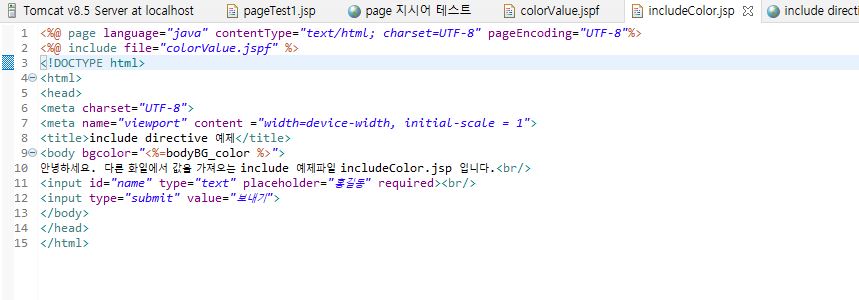 Tomcat v8.5 Server at localhost pageTest1.jsp page 지시어 테스트 colorValue.jspf includeColor.jsp include directi
1 <%@ page language="java" contentType="text/html; charset=UTF-8" pageEncoding="UTF-8"%>
2 <%@ include file="colorValue.jspf" %>
3 <!DOCTYPE html>
4 <html>
5 <head>
6 <meta charset="UTF-8">
7 <meta name="viewport" content ="width=device-width, initial-scale = 1">
8 <title>include directive 예제</title>
9 <body bgcolor="<%=bodyBG_color %>">
10 안녕하세요. 다른 화일에서 값을 가져오는 include 예제파일 includeColor.jsp 입니다.<br/>
11 <input id="name" type="text" placeholder="홍길동" required><br/>
12 <input type="submit" value="보내기">
13 </body>
14 </head>
15 </html>